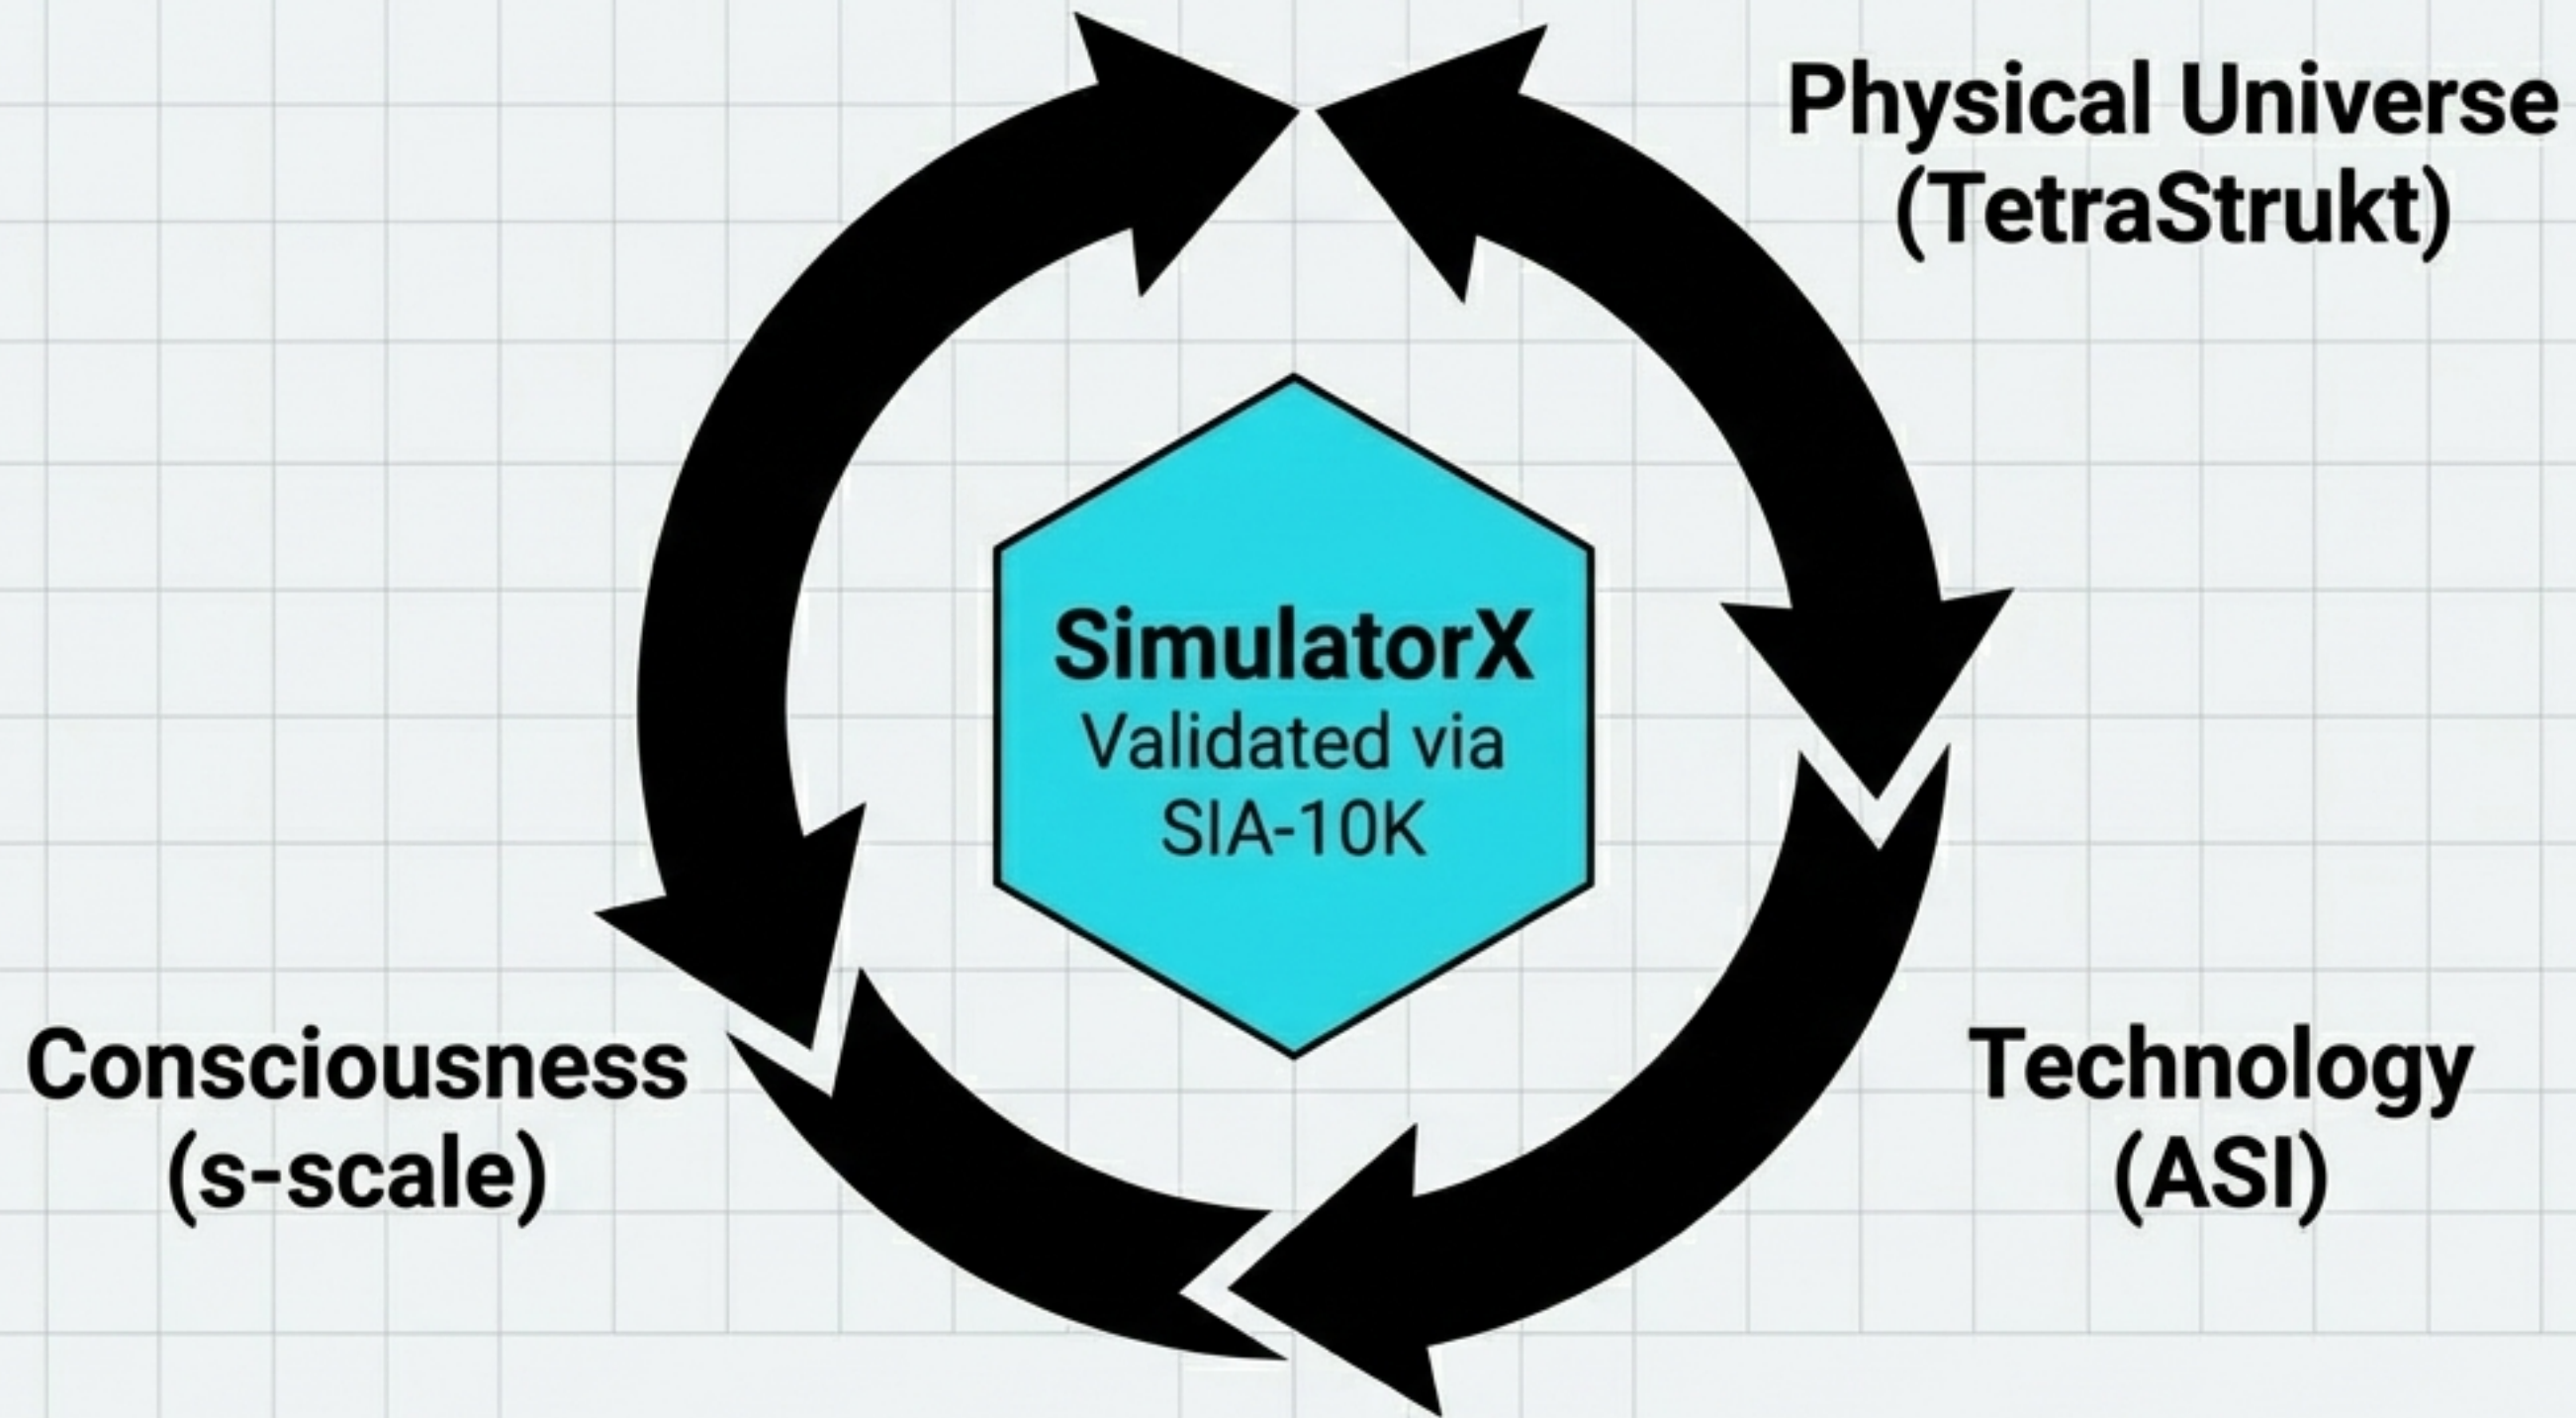 Physical Universe
(TetraStrukt)
SimulatorX
Validated via
SIA-10K
Consciousness
(s-scale)
Technology
(ASI)